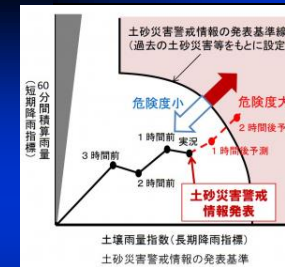 土砂災害警戒情報の発表基準線
(過去の土砂災害等をもとに設定
60分間積算雨量
(短期降雨指標)
危険度小
危険度大
2時間後予
1時間後予測
1時間前
実況
3時間前
2時間前
土砂災害警戒
情報発表
土壌雨量指数(長期降雨指標)
土砂災害警戒情報の発表基準